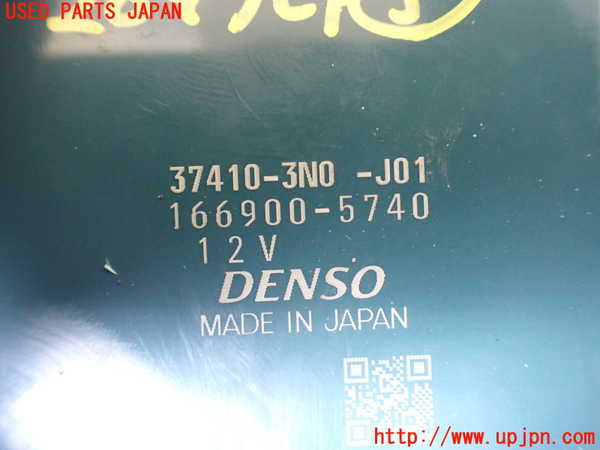 USED PARTS JAPAN
37410-3N0 -J01
166900-5740
12V
DENSO
MADE IN JAPAN
http://www.upjpn.com/